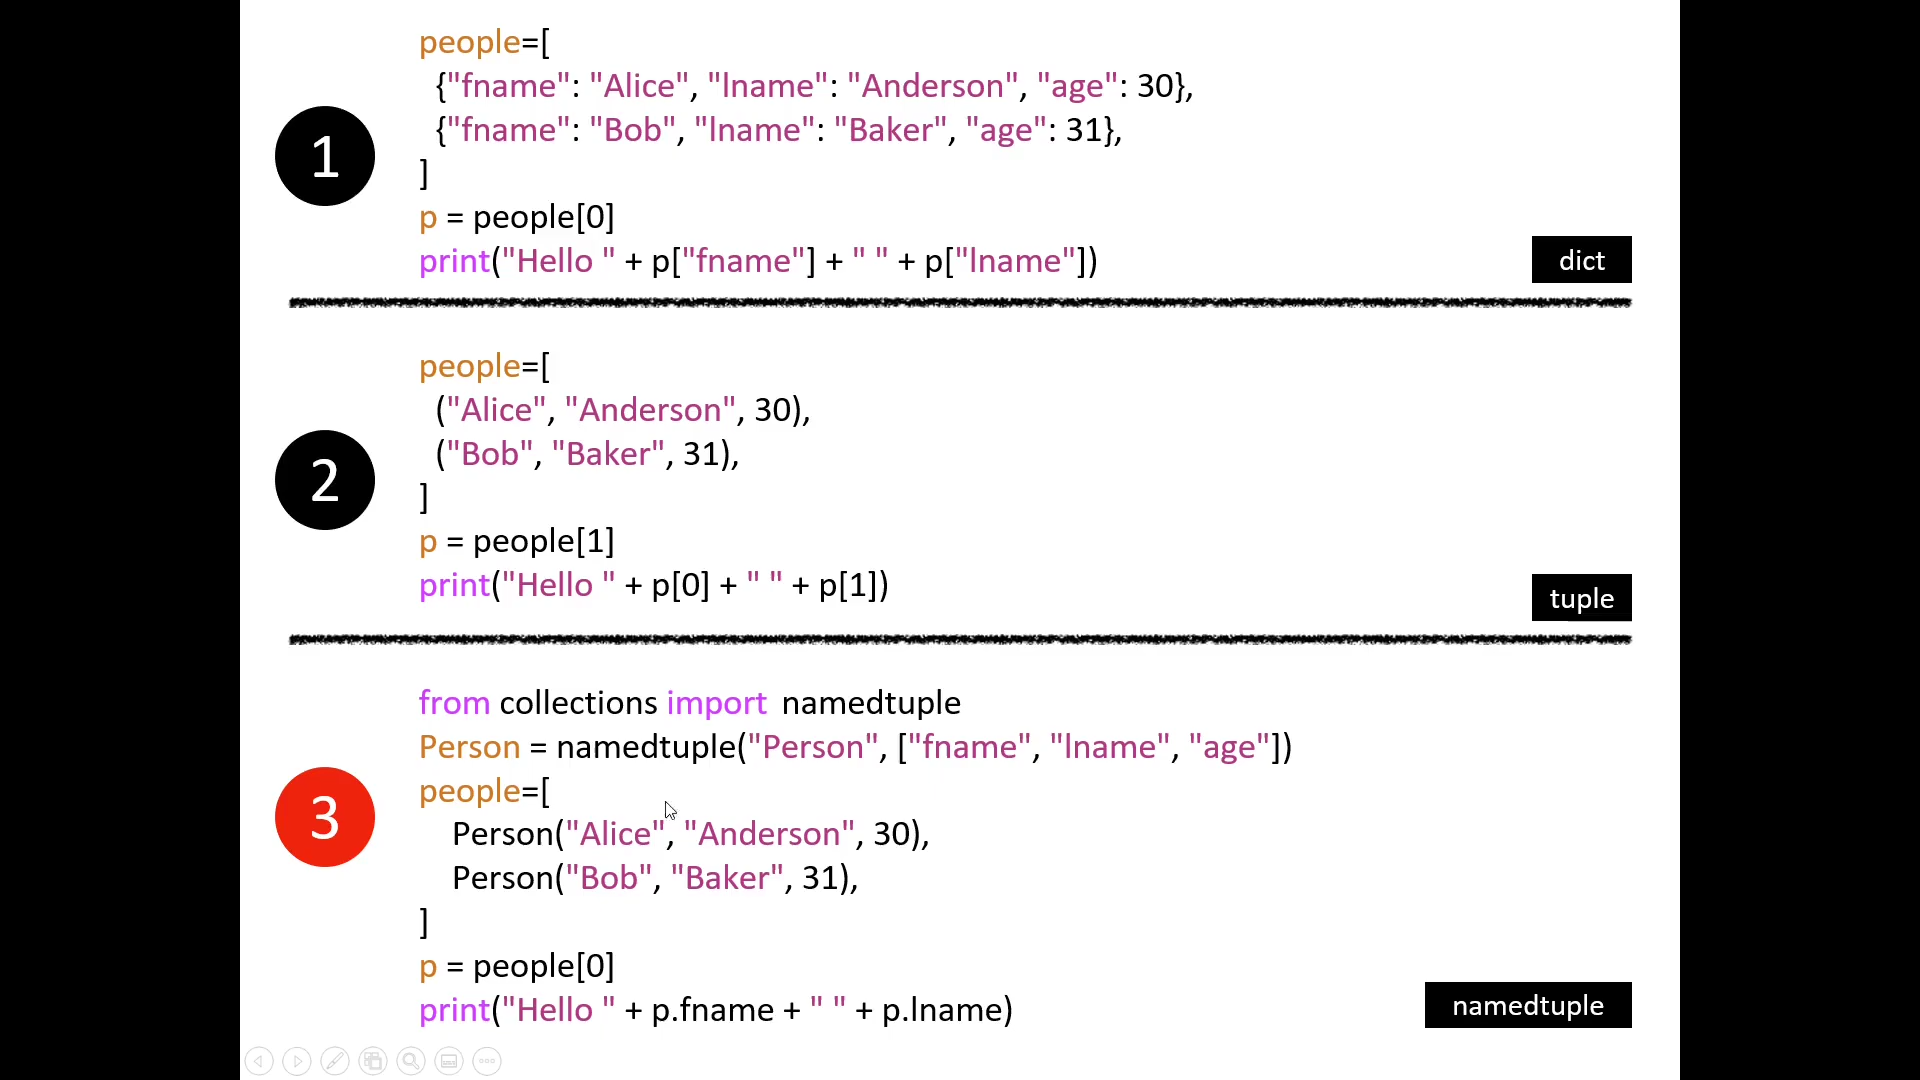 people=[
{"fname": "Alice", "lname": "Anderson", "age": 30},
{"fname": "Bob", "lname": "Baker", "age": 31},
]
1
p = people[0]
print("Hello " + p["fname"] + " " + p["lname"])
dict
people=[
("Alice", "Anderson", 30),
("Bob", "Baker", 31),
]
2
p = people[1]
print("Hello " + p[0] + " " + p[1])
tuple
from collections import namedtuple
Person = namedtuple("Person", ["fname", "lname", "age"])
people=[
3
Person("Alice", "Anderson", 30),
Person("Bob", "Baker", 31),
]
p = people[0]
print("Hello " + p.fname + " " + p.lname)
namedtuple